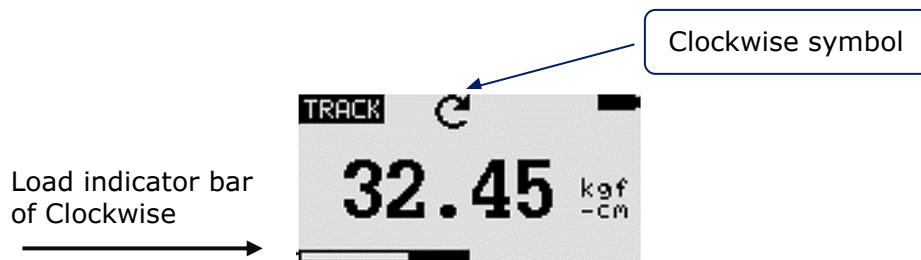 Clockwise symbol
TRACK
32.45 kgf
-cm
Load indicator bar
of Clockwise